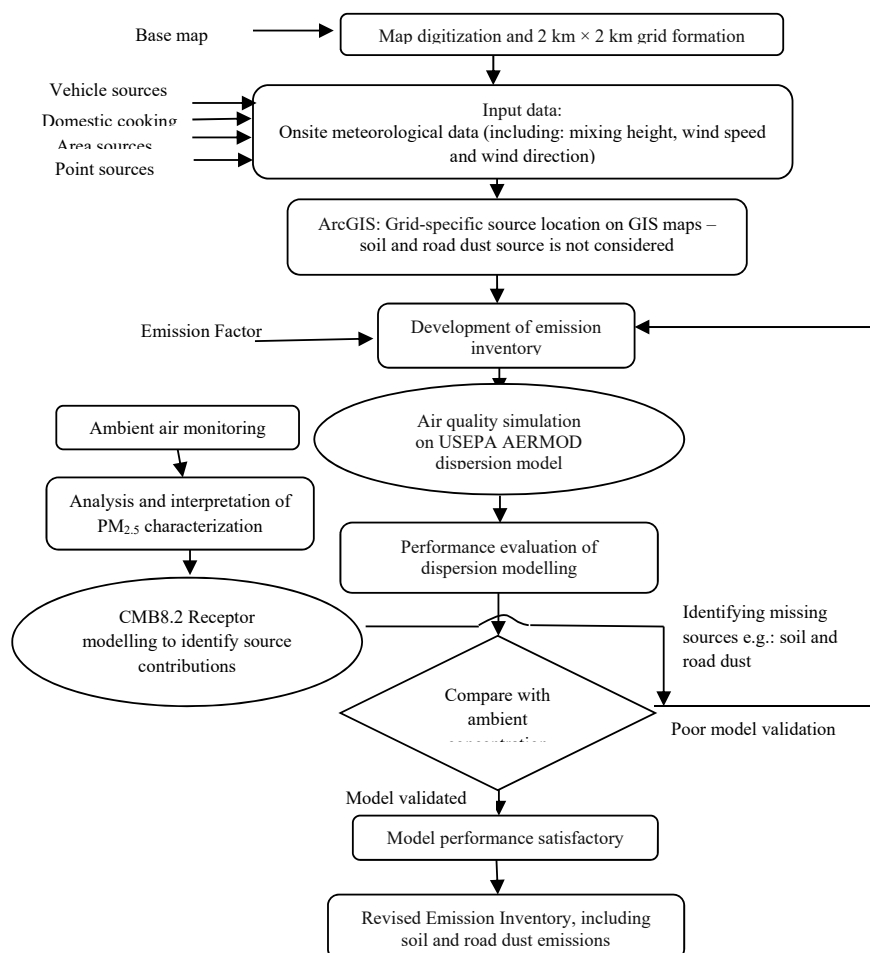 Base map
Map digitization and 2 km × 2 km grid formation
Vehicle sources
Domestic cooking
Area sources
Point sources
Input data:
Onsite meteorological data (including: mixing height, wind speed
and wind direction)
ArcGIS: Grid-specific source location on GIS maps –
soil and road dust source is not considered
Emission Factor
Development of emission
inventory
Ambient air monitoring
Air quality simulation
on USEPA AERMOD
dispersion model
Analysis and interpretation of
PM2.5 characterization
Performance evaluation of
dispersion modelling
CMB8.2 Receptor
modelling to identify source
contributions
Identifying missing
sources e.g.: soil and
road dust
Compare with
ambient
Poor model validation
Model validated
Model performance satisfactory
Revised Emission Inventory, including
soil and road dust emissions